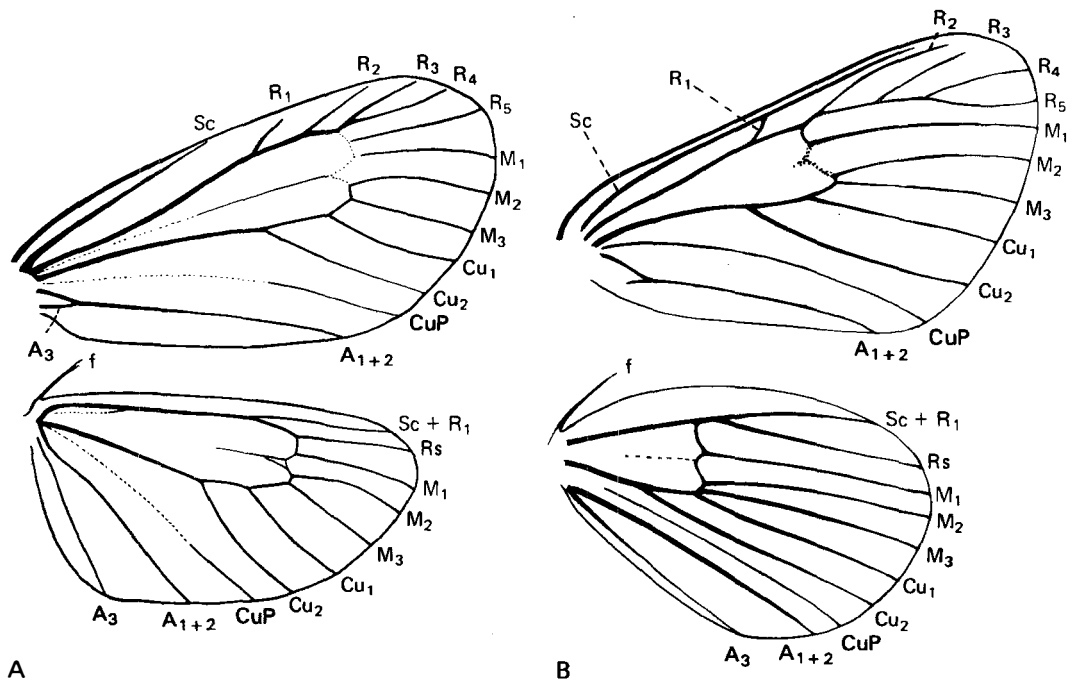 Sc
R₁
R₂
R₃
R₄
R₅
M₁
M₂
M₃
Cu₁
Cu₂
CuP
A₁₊₂
A₃
f
Sc + R₁
Rs
M₁
M₂
M₃
Cu₁
Cu₂
CuP
A₁₊₂
A₃
A
Sc
R₁
R₂
R₃
R₄
R₅
M₁
M₂
M₃
Cu₁
Cu₂
CuP
A₁₊₂
f
Sc + R₁
Rs
M₁
M₂
M₃
Cu₁
Cu₂
CuP
A₁₊₂
A₃
B